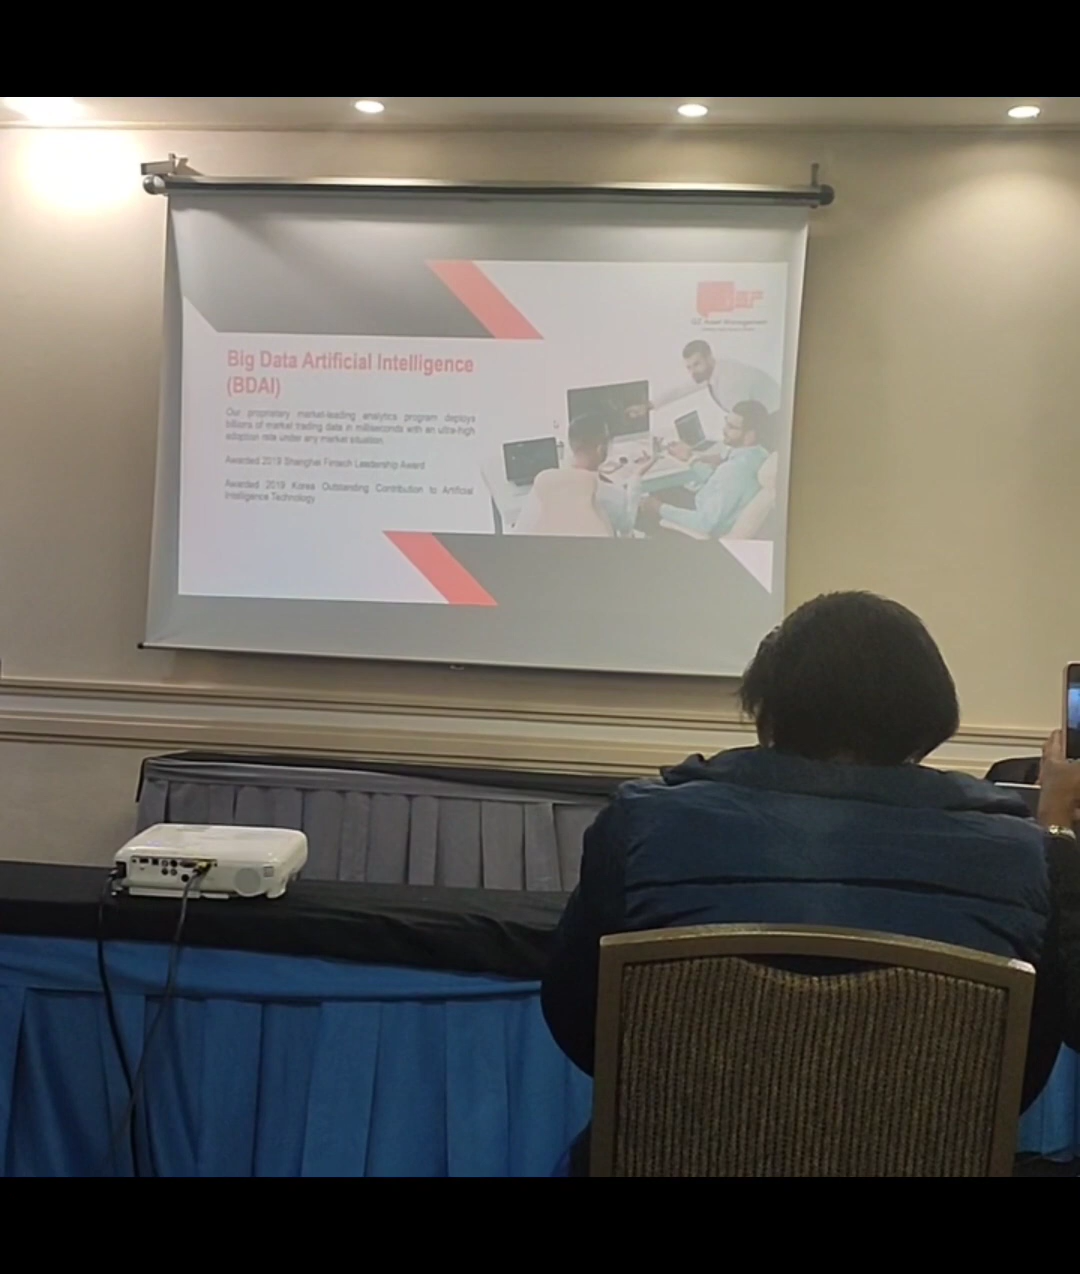 Asset Management
Big Data Artificial Intelligence
(BDAI)
Our proprietary market-leading analytics program deploys
billions of market trading data in milliseconds with an ultra-high
adoption rate under any market situation.
Awarded 2019 Shanghai Fintech Leadership Award
Awarded 2019 Korea Outstanding Contribution to Artificial
Intelligence Technology